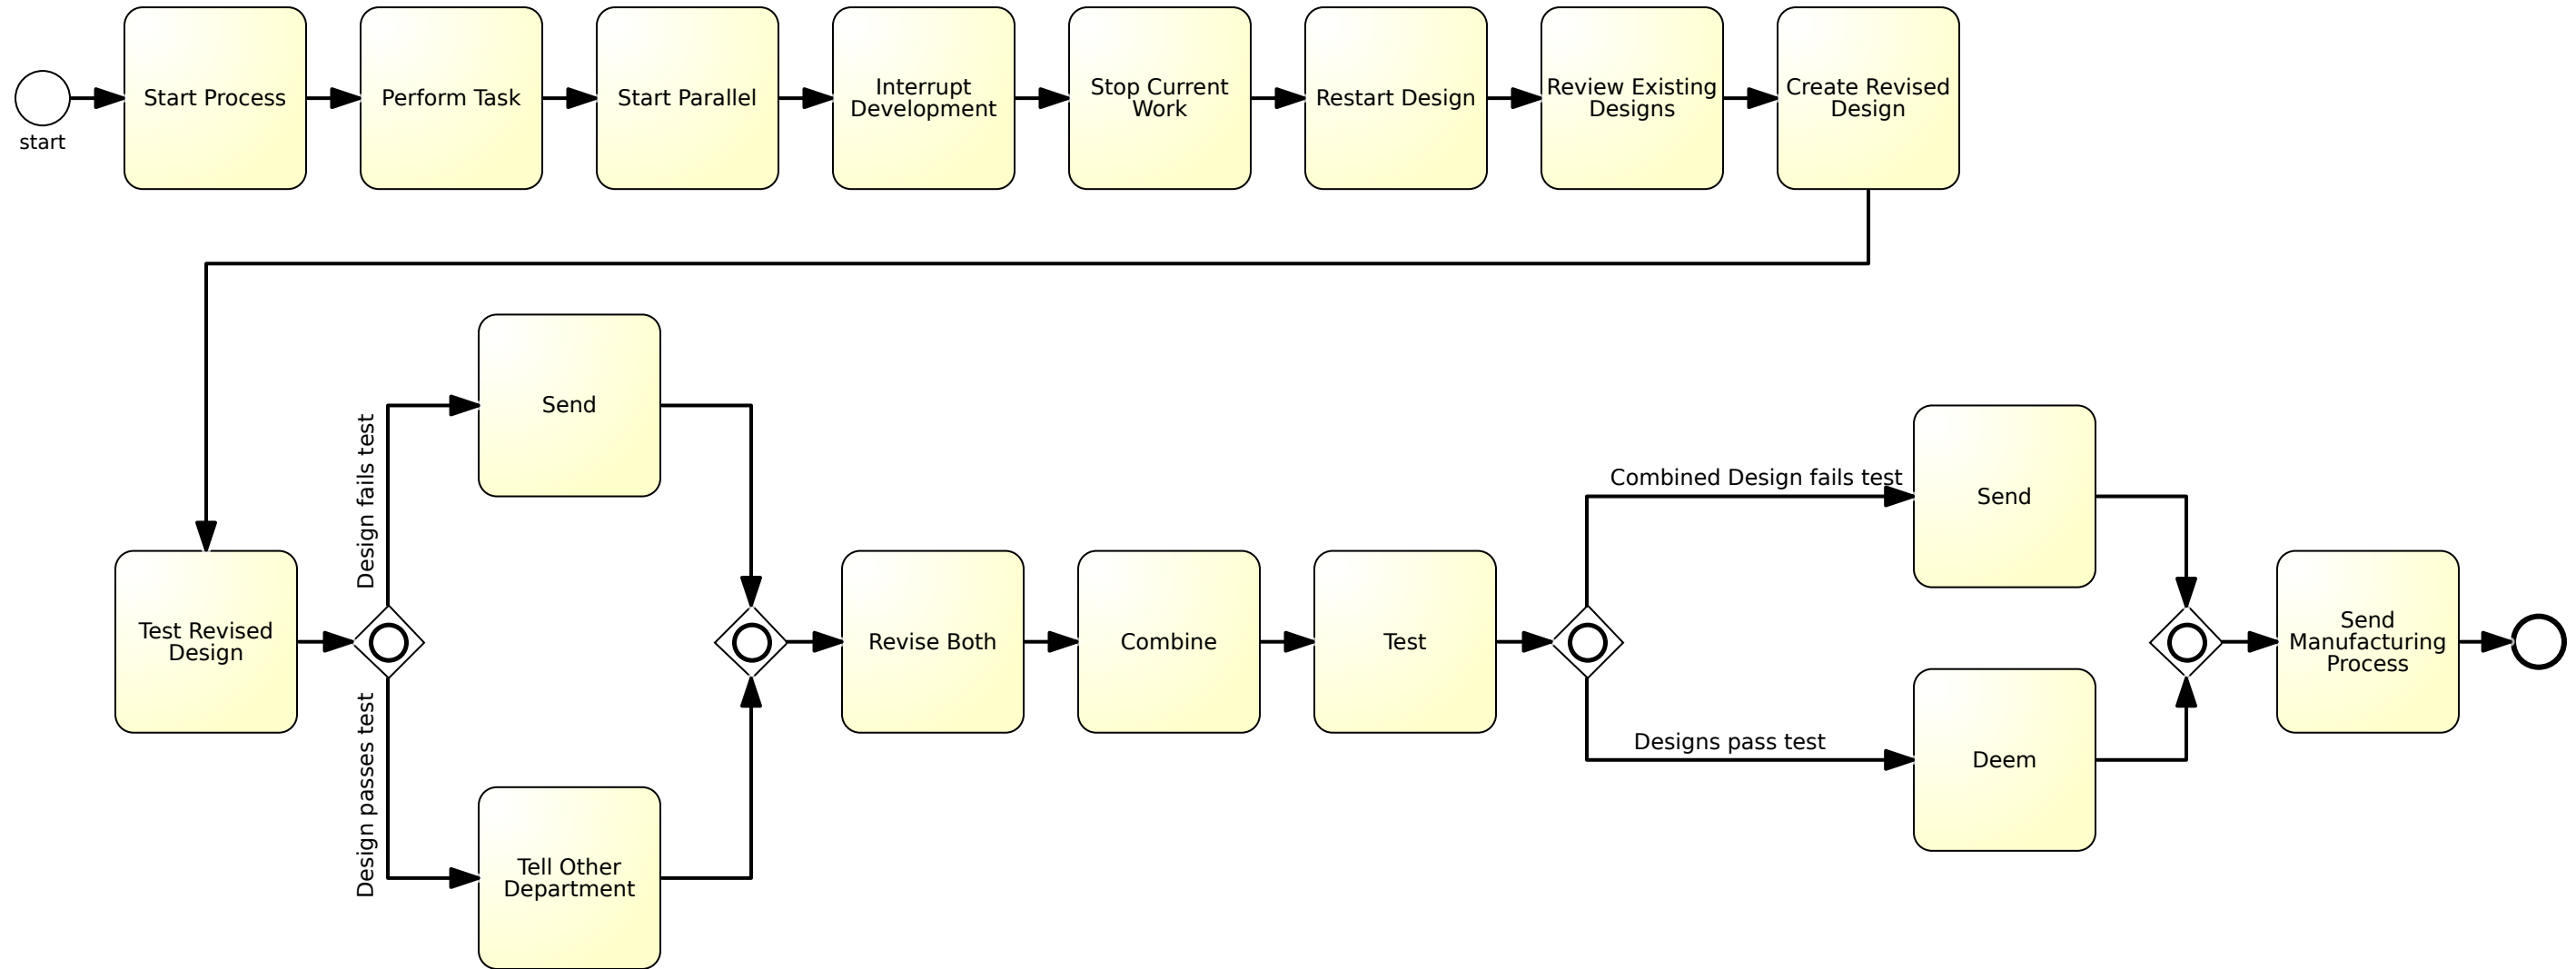 start
Start Process
Perform Task
Start Parallel
Interrupt
Development
Stop Current
Work
Restart Design
Review Existing
Designs
Create Revised
Design
Test Revised
Design
Design fails test
Design passes test
Send
Tell Other
Department
Revise Both
Combine
Test
Combined Design fails test
Designs pass test
Send
Deem
Send
Manufacturing
Process